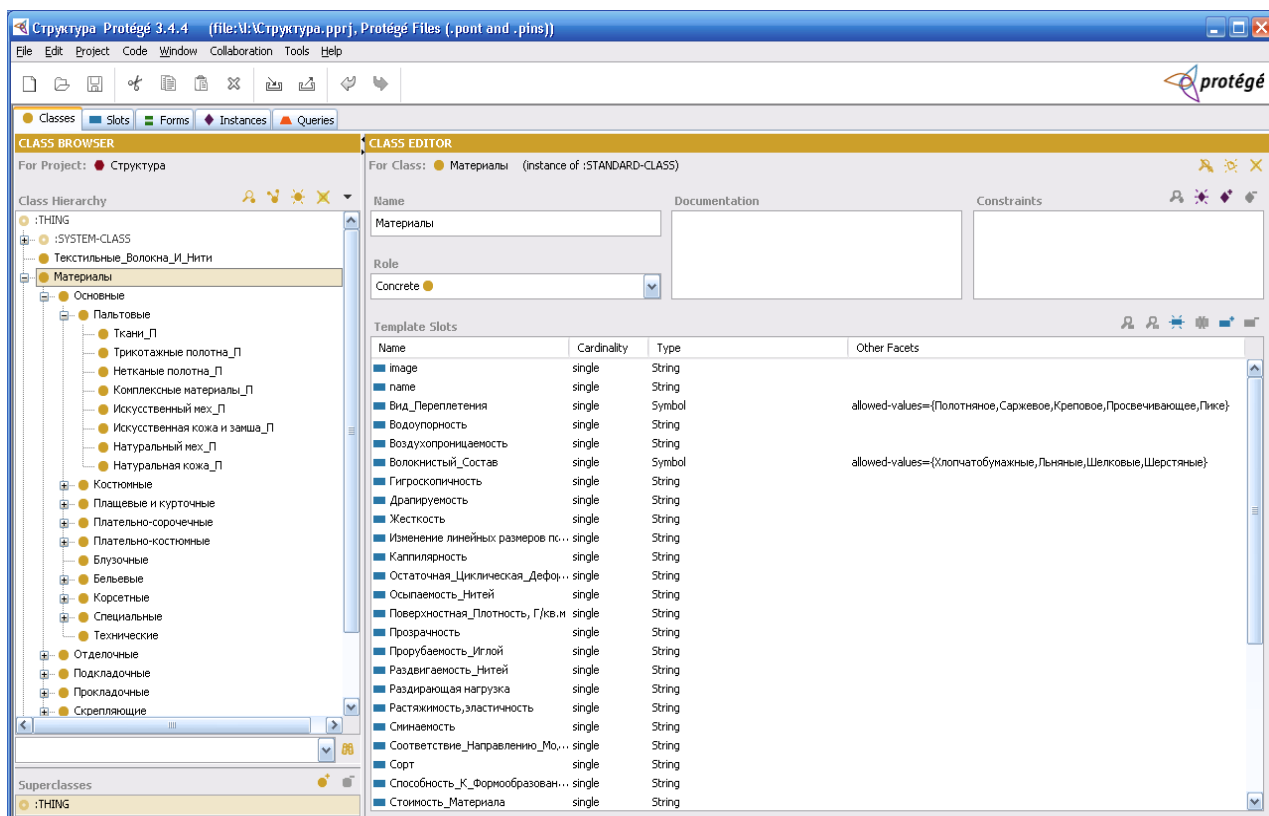 Структура Protégé 3.4.4 (file:\I:\Структура.pprj, Protégé Files (.pont and .pins))
File Edit Project Code Window Collaboration Tools Help
protégé
Classes Slots Forms Instances Queries
CLASS BROWSER
For Project: Структура
Class Hierarchy
:THING
:SYSTEM-CLASS
Текстильные_Волокна_И_Нити
Материалы
Основные
Пальтовые
Ткани_П
Трикотажные полотна_П
Нетканые полотна_П
Комплексные материалы_П
Искусственный мех_П
Искусственная кожа и замша_П
Натуральный мех_П
Натуральная кожа_П
Костюмные
Плащевые и курточные
Плательно-сорочечные
Плательно-костюмные
Блузочные
Бельевые
Корсетные
Специальные
Технические
Отделочные
Подкладочные
Прокладочные
Скрепляющие
Superclasses
:THING
CLASS EDITOR
For Class: Материалы (instance of :STANDARD-CLASS)
Name Documentation Constraints
Материалы
Role
Concrete
Template Slots
Name Cardinality Type Other Facets
image single String
name single String
Вид_Переплетения single Symbol allowed-values={Полотняное,Саржевое,Креповое,Просвечивающее,Пике}
Водоупорность single String
Воздухопроницаемость single String
Волокнистый_Состав single Symbol allowed-values={Хлопчатобумажные,Льняные,Шелковые,Шерстяные}
Гигроскопичность single String
Драпируемость single String
Жесткость single String
Изменение линейных размеров по... single String
Каппилярность single String
Остаточная_Циклическая_Дефор... single String
Осыпаемость_Нитей single String
Поверхностная_Плотность, Г/кв.м single String
Прозрачность single String
Прорубаемость_Иглой single String
Раздвигаемость_Нитей single String
Раздирающая нагрузка single String
Растяжимость,эластичность single String
Сминаемость single String
Соответствие_Направлению_Мо... single String
Сорт single String
Способность_К_Формообразован... single String
Стоимость_Материала single String